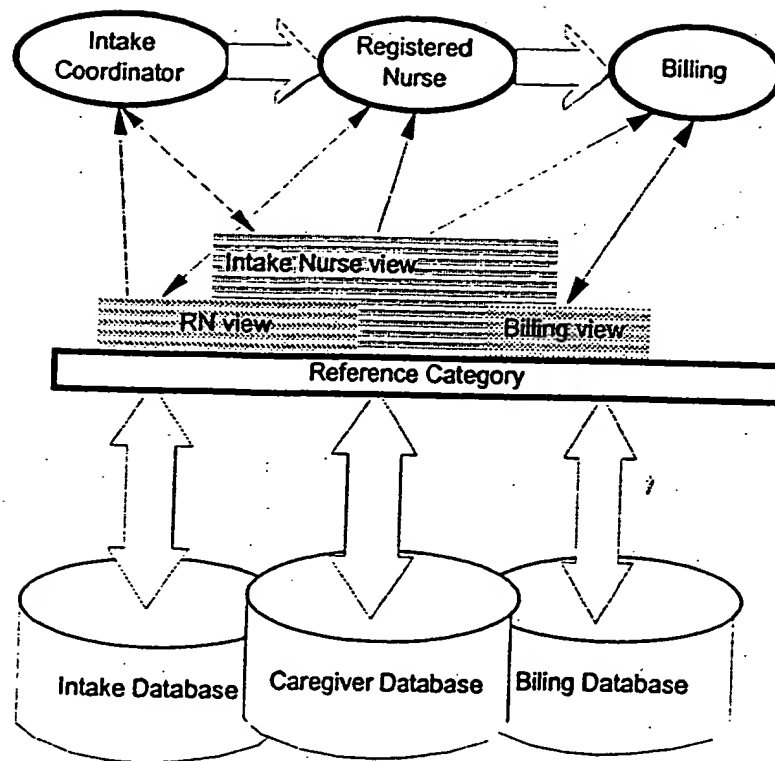 Intake
Coordinator
Registered
Nurse
Billing
Intake Nurse view
RN view
Billing view
Reference Category
Intake Database
Caregiver Database
Biling Database